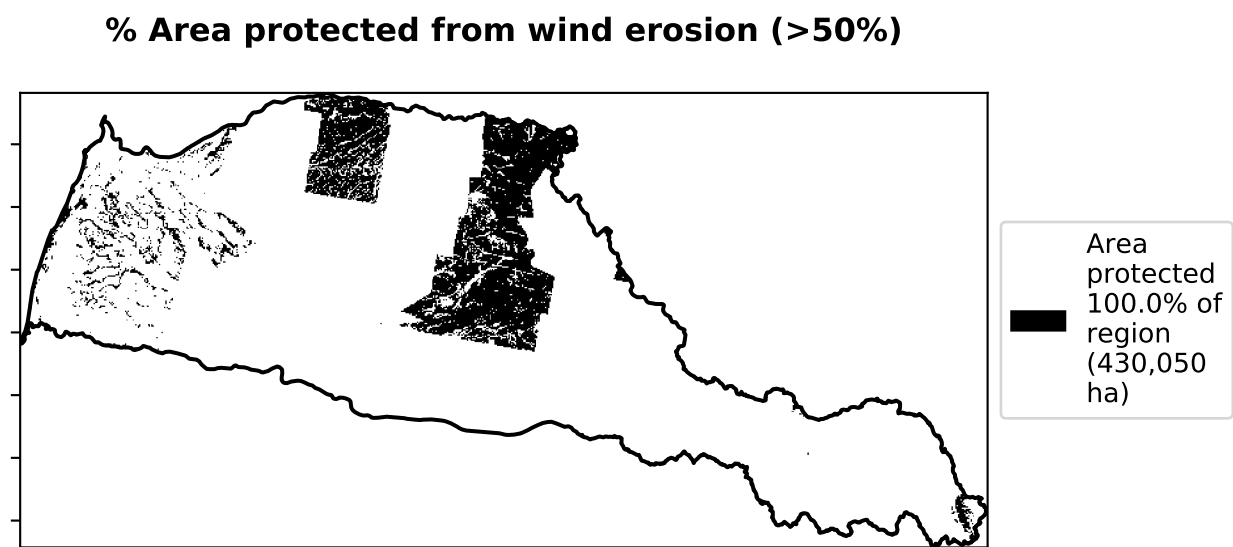 % Area protected from wind erosion (>50%)
Area
protected
100.0% of
region
(430,050
ha)